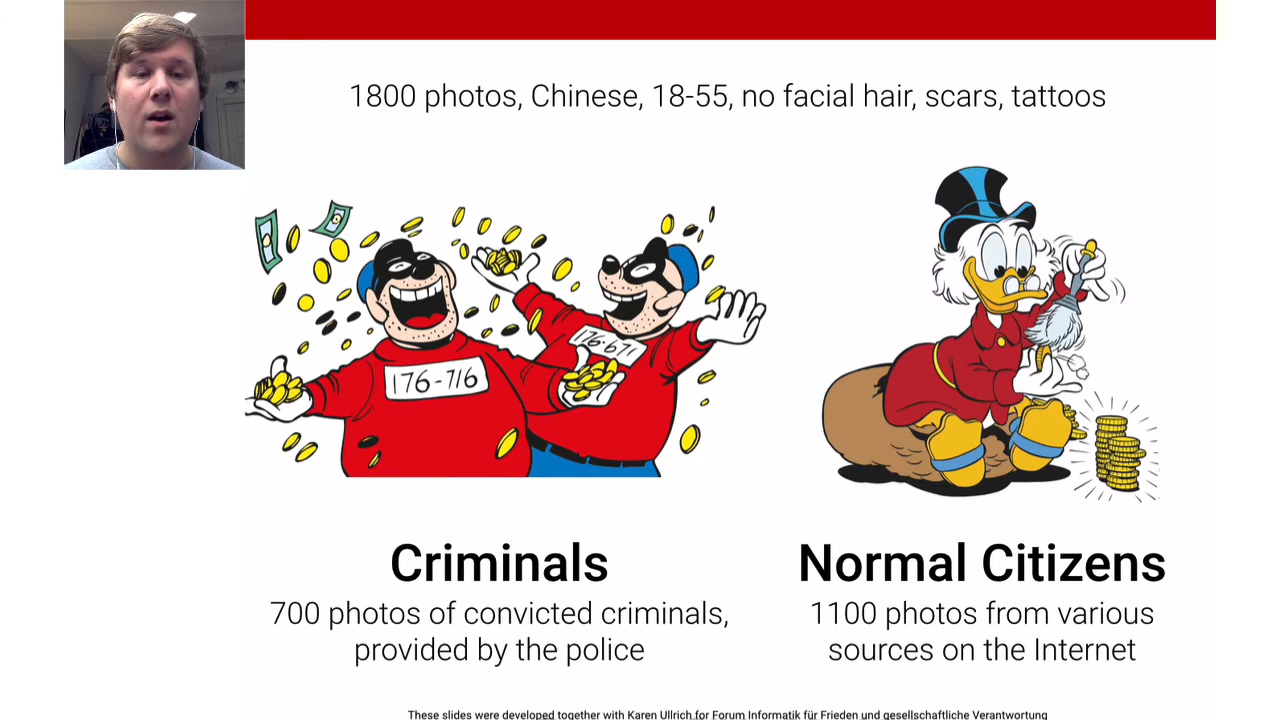 1800 photos, Chinese, 18-55, no facial hair, scars, tattoos
176-716
176-671
Criminals
Normal Citizens
700 photos of convicted criminals,
provided by the police
1100 photos from various
sources on the Internet
These slides were developed together with Karen Ullrich for Forum Informatik für Frieden und gesellschaftliche Verantwortung